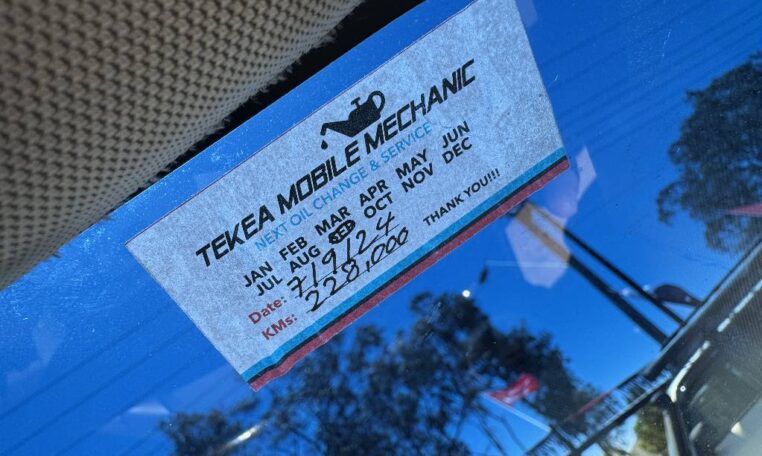 TEKEA MOBILE MECHANIC
NEXT OIL CHANGE & SERVICE
JAN FEB MAR APR MAY JUN
JUL AUG SEP OCT NOV DEC
Date: 7/9/24
KMs: 228,000
THANK YOU!!!